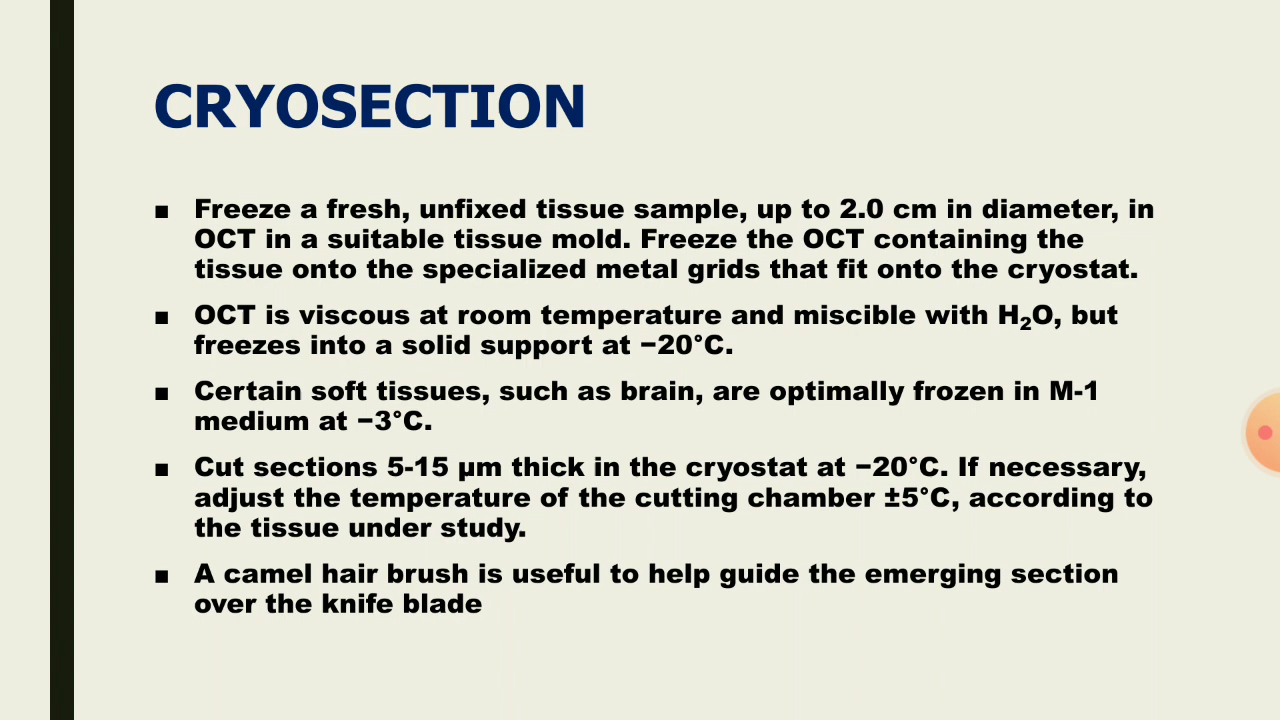 CRYOSECTION
▪ Freeze a fresh, unfixed tissue sample, up to 2.0 cm in diameter, in
OCT in a suitable tissue mold. Freeze the OCT containing the
tissue onto the specialized metal grids that fit onto the cryostat.
▪ OCT is viscous at room temperature and miscible with H₂O, but
freezes into a solid support at −20°C.
▪ Certain soft tissues, such as brain, are optimally frozen in M-1
medium at −3°C.
▪ Cut sections 5-15 µm thick in the cryostat at −20°C. If necessary,
adjust the temperature of the cutting chamber ±5°C, according to
the tissue under study.
▪ A camel hair brush is useful to help guide the emerging section
over the knife blade